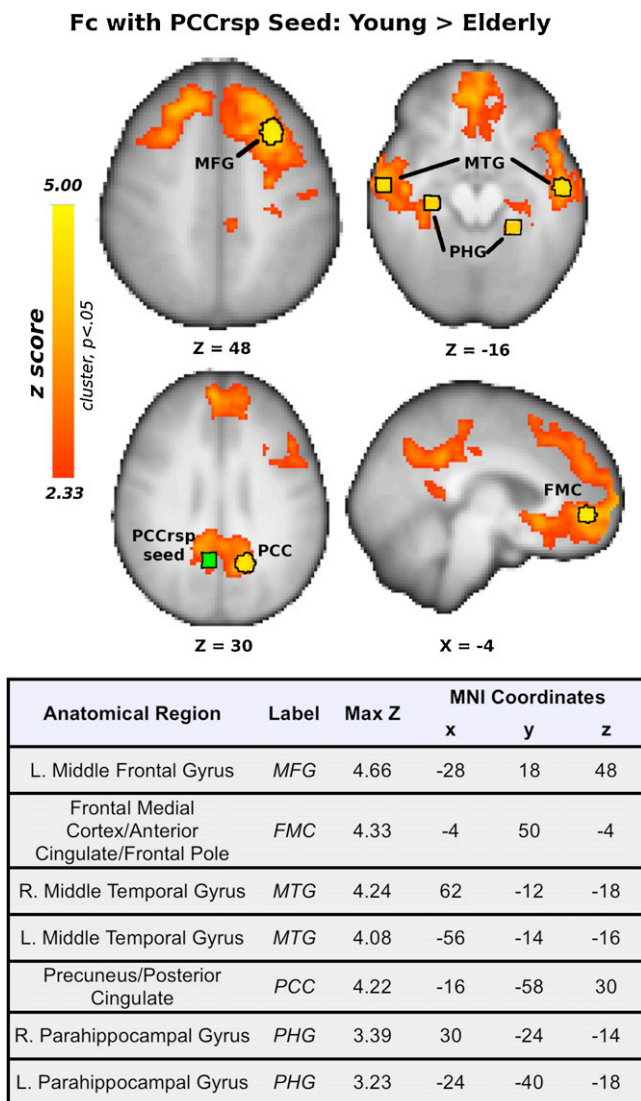 Fc with PCCrsp Seed: Young > Elderly
MFG
MTG
PHG
5.00
z score
cluster, p<.05
2.33
Z = 48
Z = -16
PCCrsp
seed
PCC
FMC
Z = 30
X = -4
Anatomical Region Label Max Z MNI Coordinates
x y z
L. Middle Frontal Gyrus MFG 4.66 -28 18 48
Frontal Medial
Cortex/Anterior
Cingulate/Frontal Pole FMC 4.33 -4 50 -4
R. Middle Temporal Gyrus MTG 4.24 62 -12 -18
L. Middle Temporal Gyrus MTG 4.08 -56 -14 -16
Precuneus/Posterior
Cingulate PCC 4.22 -16 -58 30
R. Parahippocampal Gyrus PHG 3.39 30 -24 -14
L. Parahippocampal Gyrus PHG 3.23 -24 -40 -18